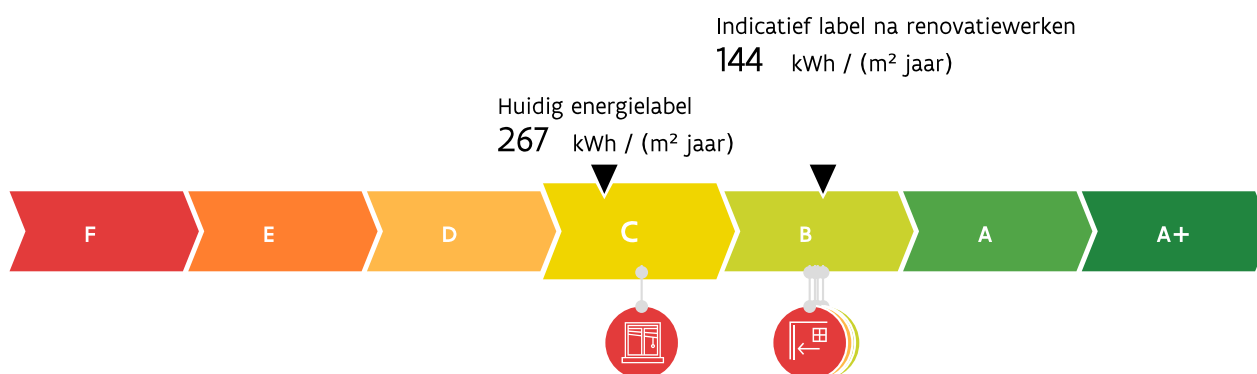 Indicatief label na renovatiewerken
144 kWh / (m² jaar)
Huidig energielabel
267 kWh / (m² jaar)
F E D C B A A+